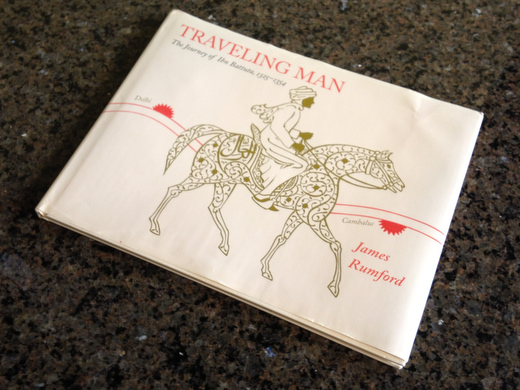 TRAVELING MAN
The Journey of Ibn Battuta, 1325–1354
Delhi
Cambaluc
James
Rumford